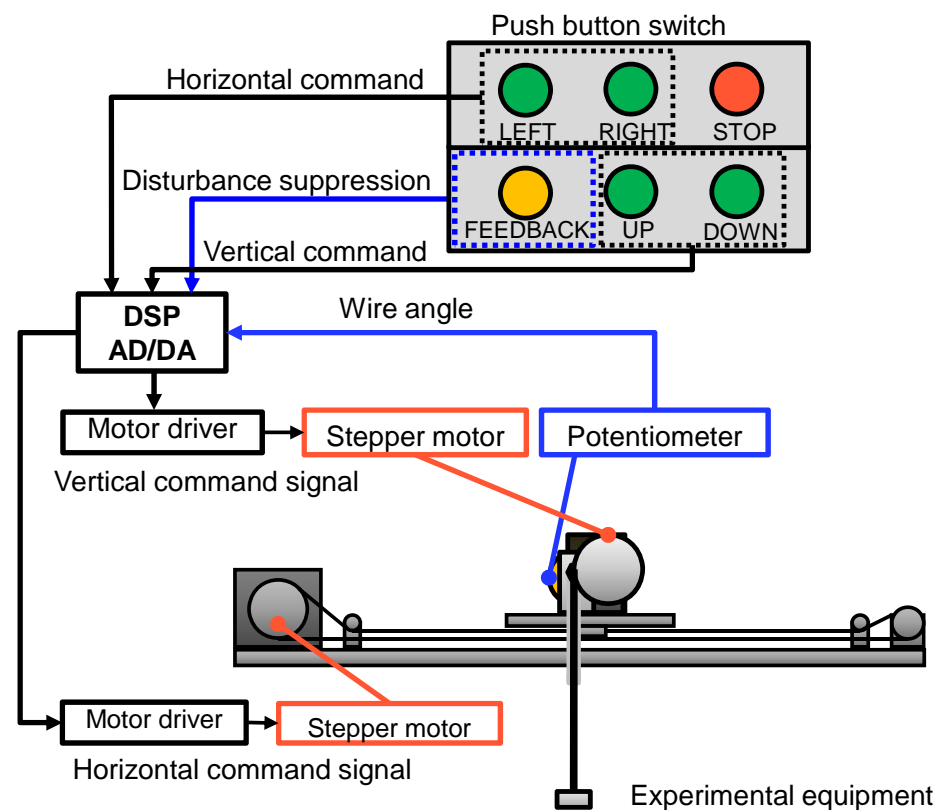 Push button switch
Horizontal command
LEFT
RIGHT
STOP
Disturbance suppression
FEEDBACK
UP
DOWN
Vertical command
DSP
AD/DA
Wire angle
Motor driver
Stepper motor
Potentiometer
Vertical command signal
Motor driver
Stepper motor
Horizontal command signal
Experimental equipment